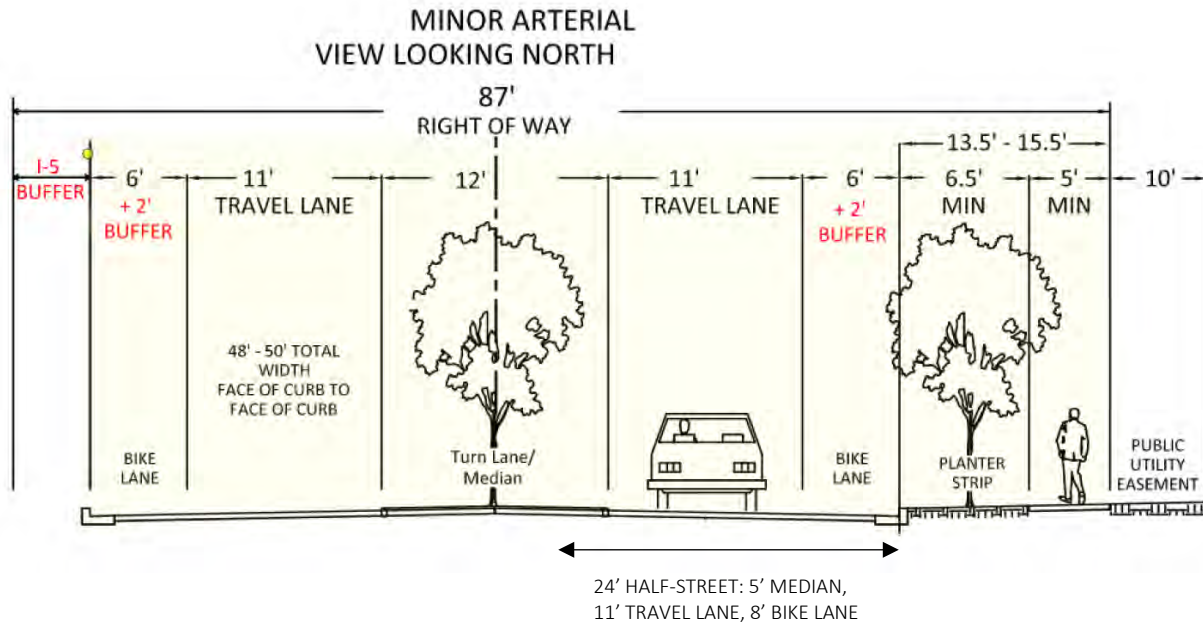 MINOR ARTERIAL
VIEW LOOKING NORTH
87'
RIGHT OF WAY
13.5' - 15.5'
I-5
BUFFER
6'
+ 2'
BUFFER
11'
TRAVEL LANE
12'
11'
TRAVEL LANE
6'
+ 2'
BUFFER
6.5'
MIN
5'
MIN
10'
48' - 50' TOTAL
WIDTH
FACE OF CURB TO
FACE OF CURB
BIKE
LANE
Turn Lane/
Median
BIKE
LANE
PLANTER
STRIP
PUBLIC
UTILITY
EASEMENT
24’ HALF-STREET: 5’ MEDIAN,
11’ TRAVEL LANE, 8’ BIKE LANE